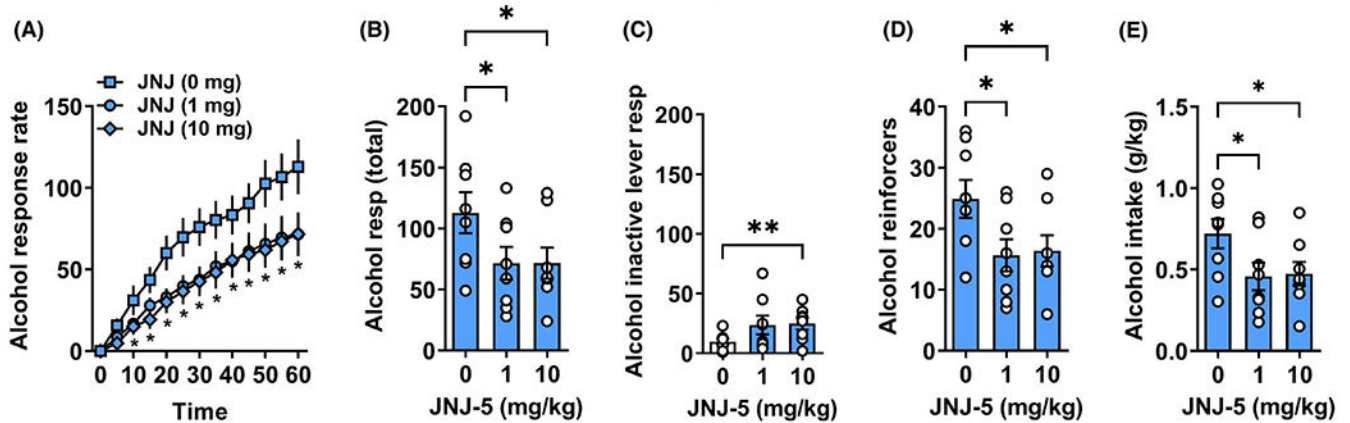 (A)
JNJ (0 mg)
JNJ (1 mg)
JNJ (10 mg)
Alcohol response rate
150
100
50
0
* * * * * * * * * * *
0 10 20 30 40 50 60
Time
(B)
*
*
Alcohol resp (total)
200
150
100
50
0
0 1 10
JNJ-5 (mg/kg)
(C)
**
Alcohol inactive lever resp
200
150
100
50
0
0 1 10
JNJ-5 (mg/kg)
(D)
*
*
Alcohol reinforcers
40
30
20
10
0
0 1 10
JNJ-5 (mg/kg)
(E)
*
*
Alcohol intake (g/kg)
1.5
1.0
0.5
0.0
0 1 10
JNJ-5 (mg/kg)